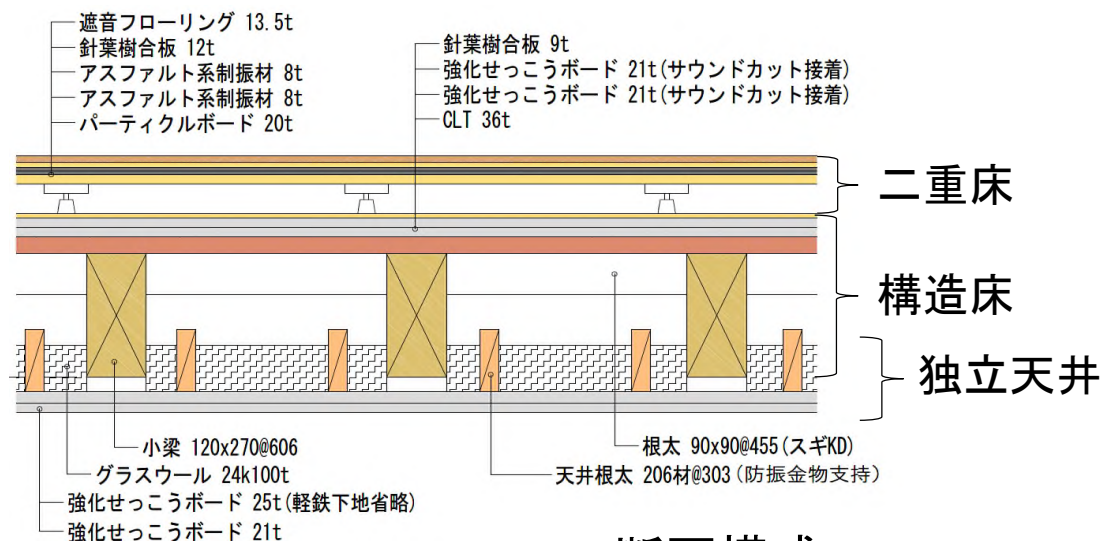 遮音フローリング 13.5t
針葉樹合板 12t
アスファルト系制振材 8t
アスファルト系制振材 8t
パーティクルボード 20t
針葉樹合板 9t
強化せっこうボード 21t(サウンドカット接着)
強化せっこうボード 21t(サウンドカット接着)
CLT 36t
二重床
構造床
独立天井
小梁 120x270@606
グラスウール 24k100t
強化せっこうボード 25t(軽鉄下地省略)
強化せっこうボード 21t
根太 90x90@455(スギKD)
天井根太 206材@303(防振金物支持)